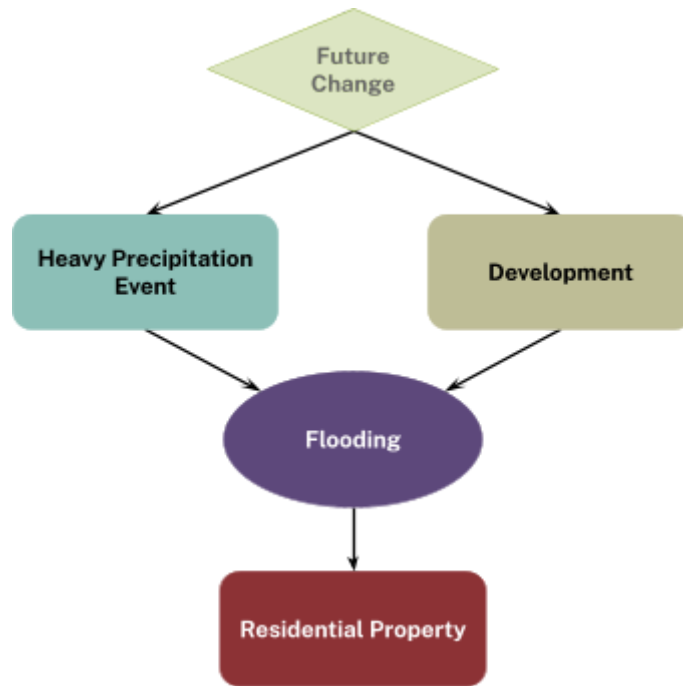 Future
Change
Heavy Precipitation
Event
Development
Flooding
Residential Property